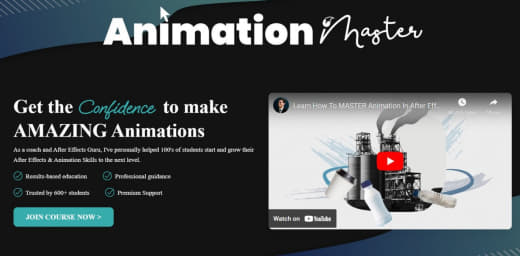 Animation Master
Get the Confidence to make
AMAZING Animations
As a coach and After Effects Guru, I've personally helped 100's of students start and grow their
After Effects & Animation Skills to the next level.
Results-based education
Professional guidance
Trusted by 600+ students
Premium Support
JOIN COURSE NOW >
Learn How To MASTER Animation In After Eff...
Watch on YouTube